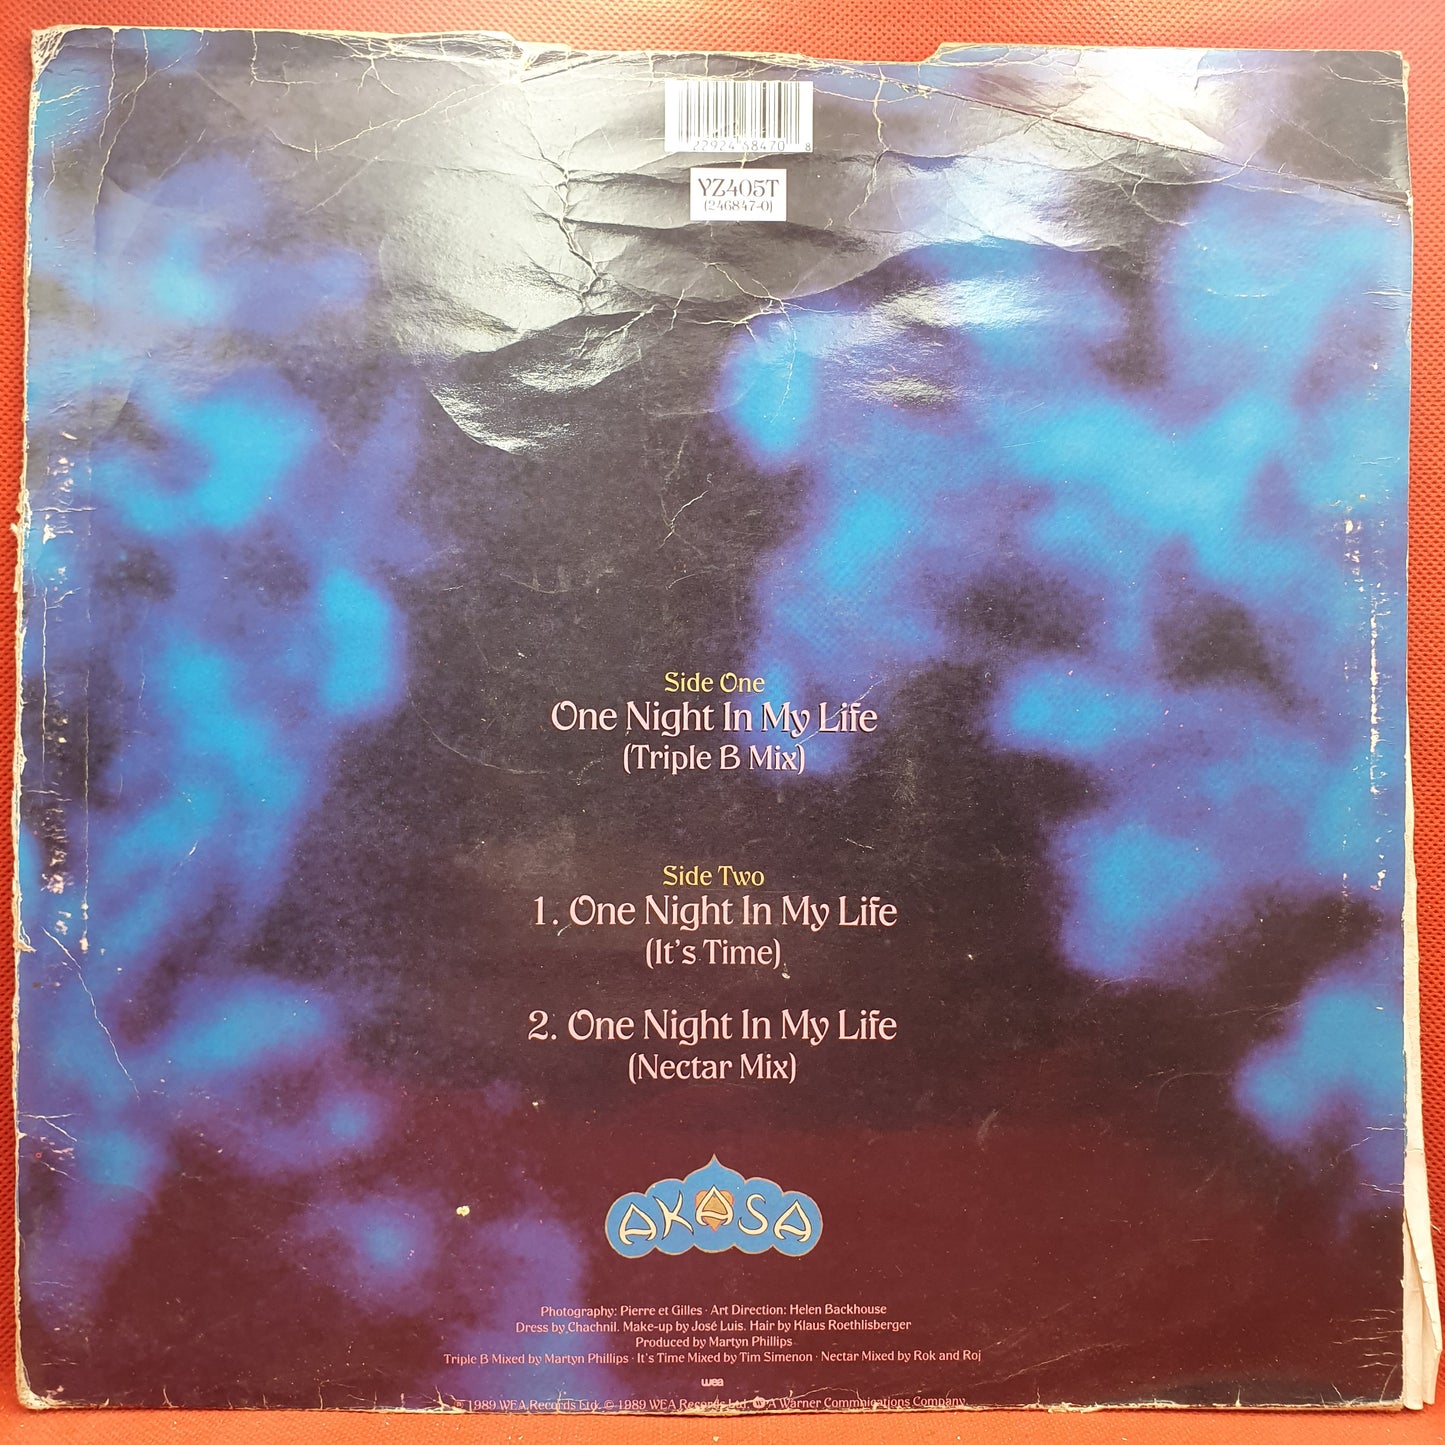 22924 68470 8
YZ405T
(246847-0)
Side One
One Night In My Life
(Triple B Mix)
Side Two
1. One Night In My Life
(It's Time)
2. One Night In My Life
(Nectar Mix)
AKASA
Photography: Pierre et Gilles · Art Direction: Helen Backhouse
Dress by Chachnil. Make-up by José Luis. Hair by Klaus Roethlisberger
Produced by Martyn Phillips
Triple B Mixed by Martyn Phillips · It's Time Mixed by Tim Simenon · Nectar Mixed by Rok and Roj
wea
℗ 1989 WEA Records Ltd. © 1989 WEA Records Ltd. A Warner Commnications Company